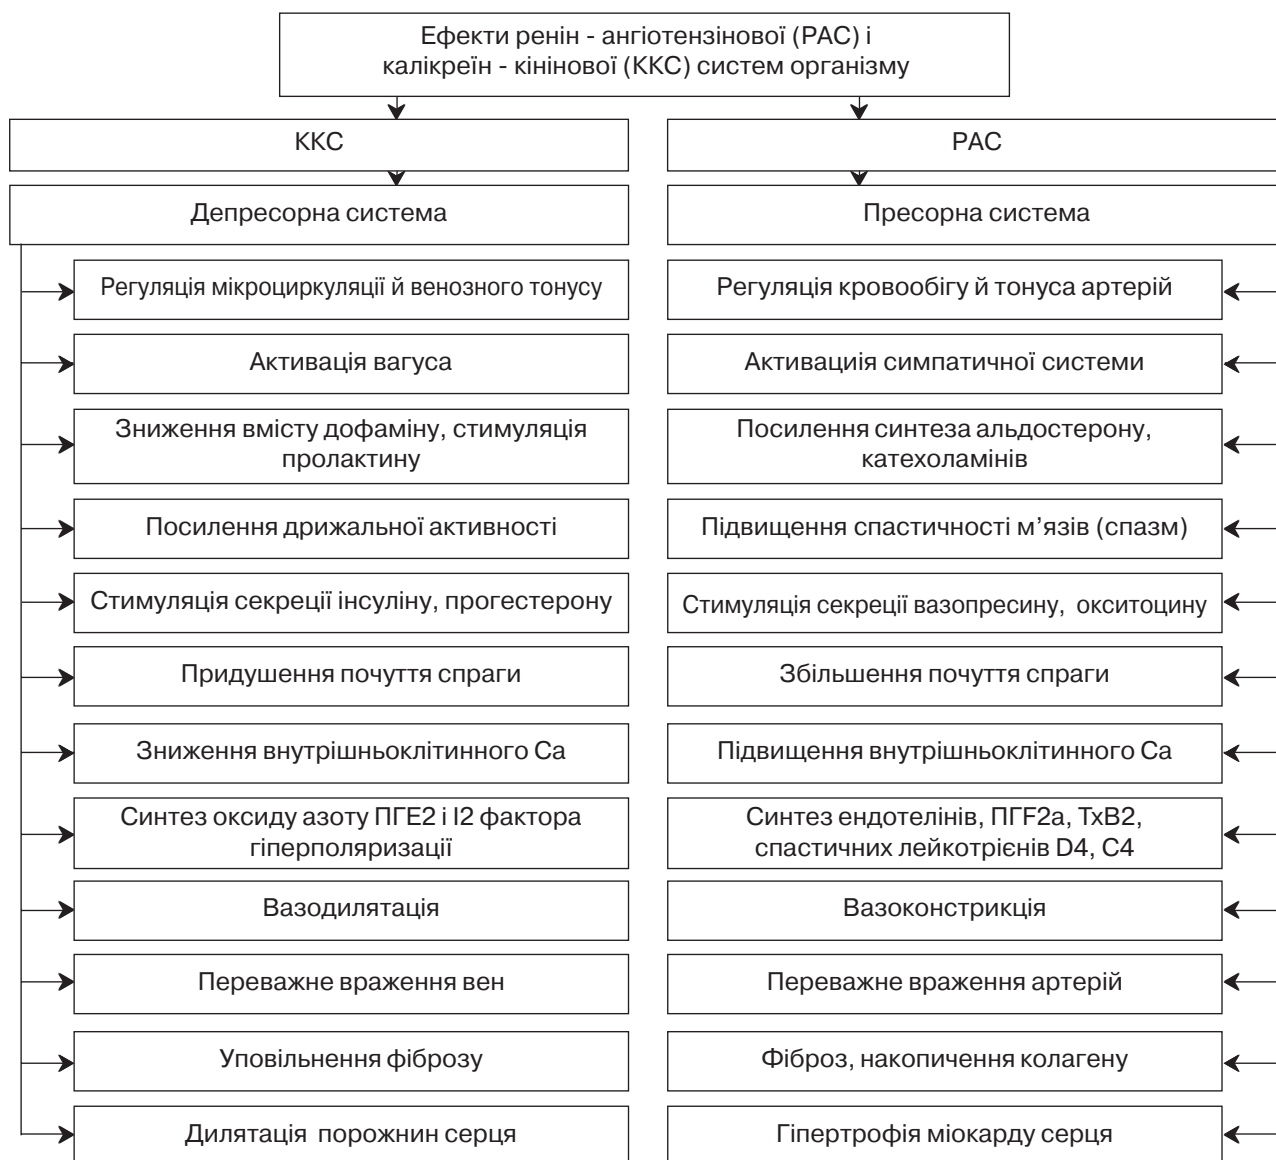 Ефекти ренін - ангіотензінової (РАС) і
калікреїн - кінінової (ККС) систем організму
ККС
РАС
Депресорна система
Пресорна система
Регуляція мікроциркуляції й венозного тонусу
Регуляція кровообігу й тонуса артерій
Активація вагуса
Активациія симпатичної системи
Зниження вмісту дофаміну, стимуляція
пролактину
Посилення синтеза альдостерону,
катехоламінів
Посилення дрижальної активності
Підвищення спастичності м’язів (спазм)
Стимуляція секреції інсуліну, прогестерону
Стимуляція секреції вазопресину, окситоцину
Придушення почуття спраги
Збільшення почуття спраги
Зниження внутрішньоклітинного Са
Підвищення внутрішньоклітинного Са
Синтез оксиду азоту ПГЕ2 і І2 фактора
гіперполяризації
Синтез ендотелінів, ПГF2a, TxB2,
спастичних лейкотрієнів D4, C4
Вазодилятація
Вазоконстрикція
Переважне враження вен
Переважне враження артерій
Уповільнення фіброзу
Фіброз, накопичення колагену
Дилятація порожнин серця
Гіпертрофія міокарду серця